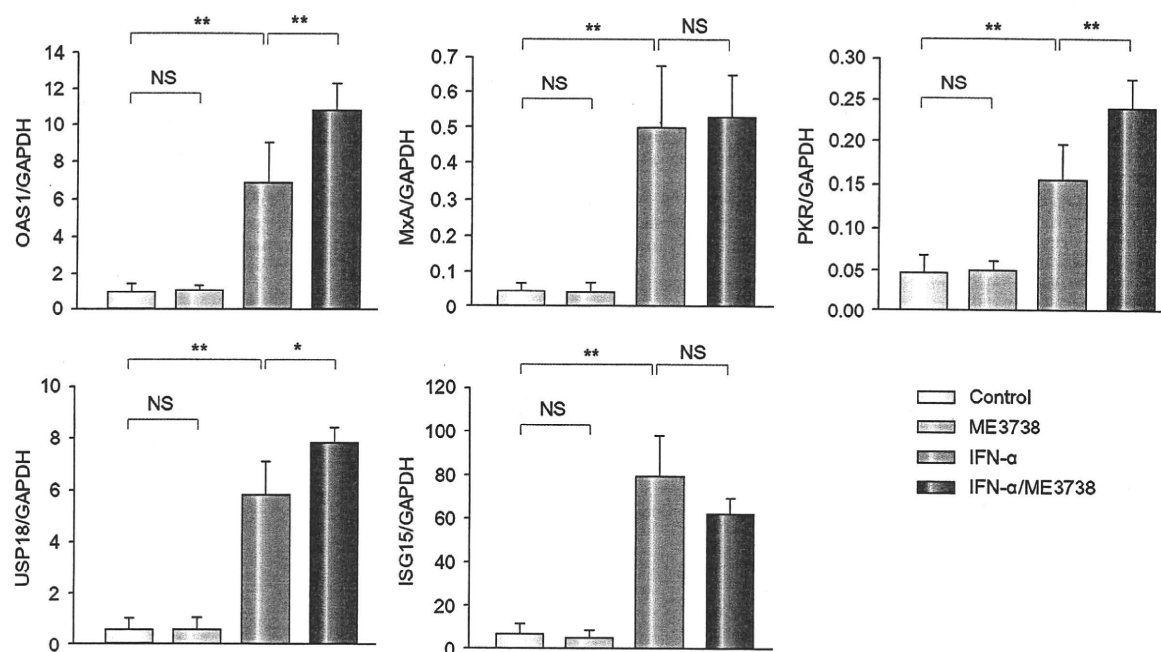 ** **
NS
14
12
10
8
6
4
2
0
OAS1/GAPDH
** NS
NS
0.7
0.6
0.5
0.4
0.3
0.2
0.1
0
MxA/GAPDH
** **
NS
0.30
0.25
0.20
0.15
0.10
0.05
0.00
PKR/GAPDH
** *
NS
10
8
6
4
2
0
USP18/GAPDH
** NS
NS
120
100
80
60
40
20
0
ISG15/GAPDH
Control
ME3738
IFN-α
IFN-α/ME3738